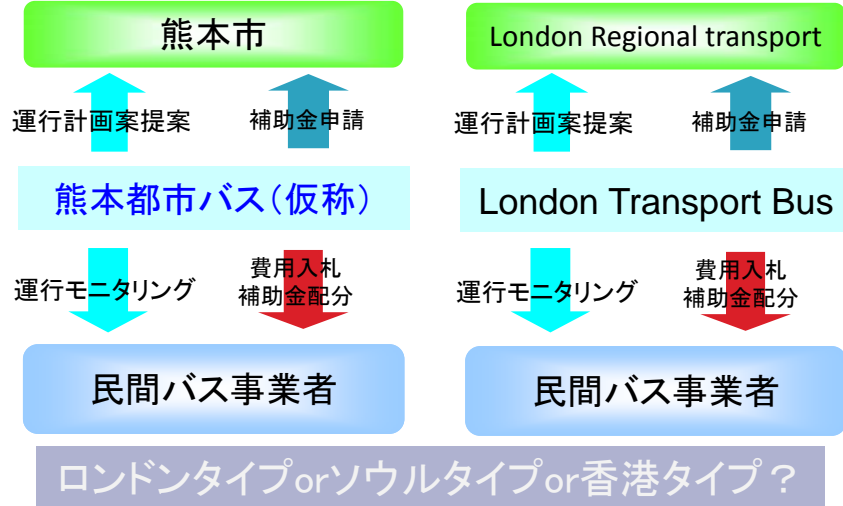 熊本市
運行計画案提案
補助金申請
熊本都市バス（仮称）
運行モニタリング
費用入札
補助金配分
民間バス事業者
London Regional transport
運行計画案提案
補助金申請
London Transport Bus
運行モニタリング
費用入札
補助金配分
民間バス事業者
ロンドンタイプorソウルタイプor香港タイプ？